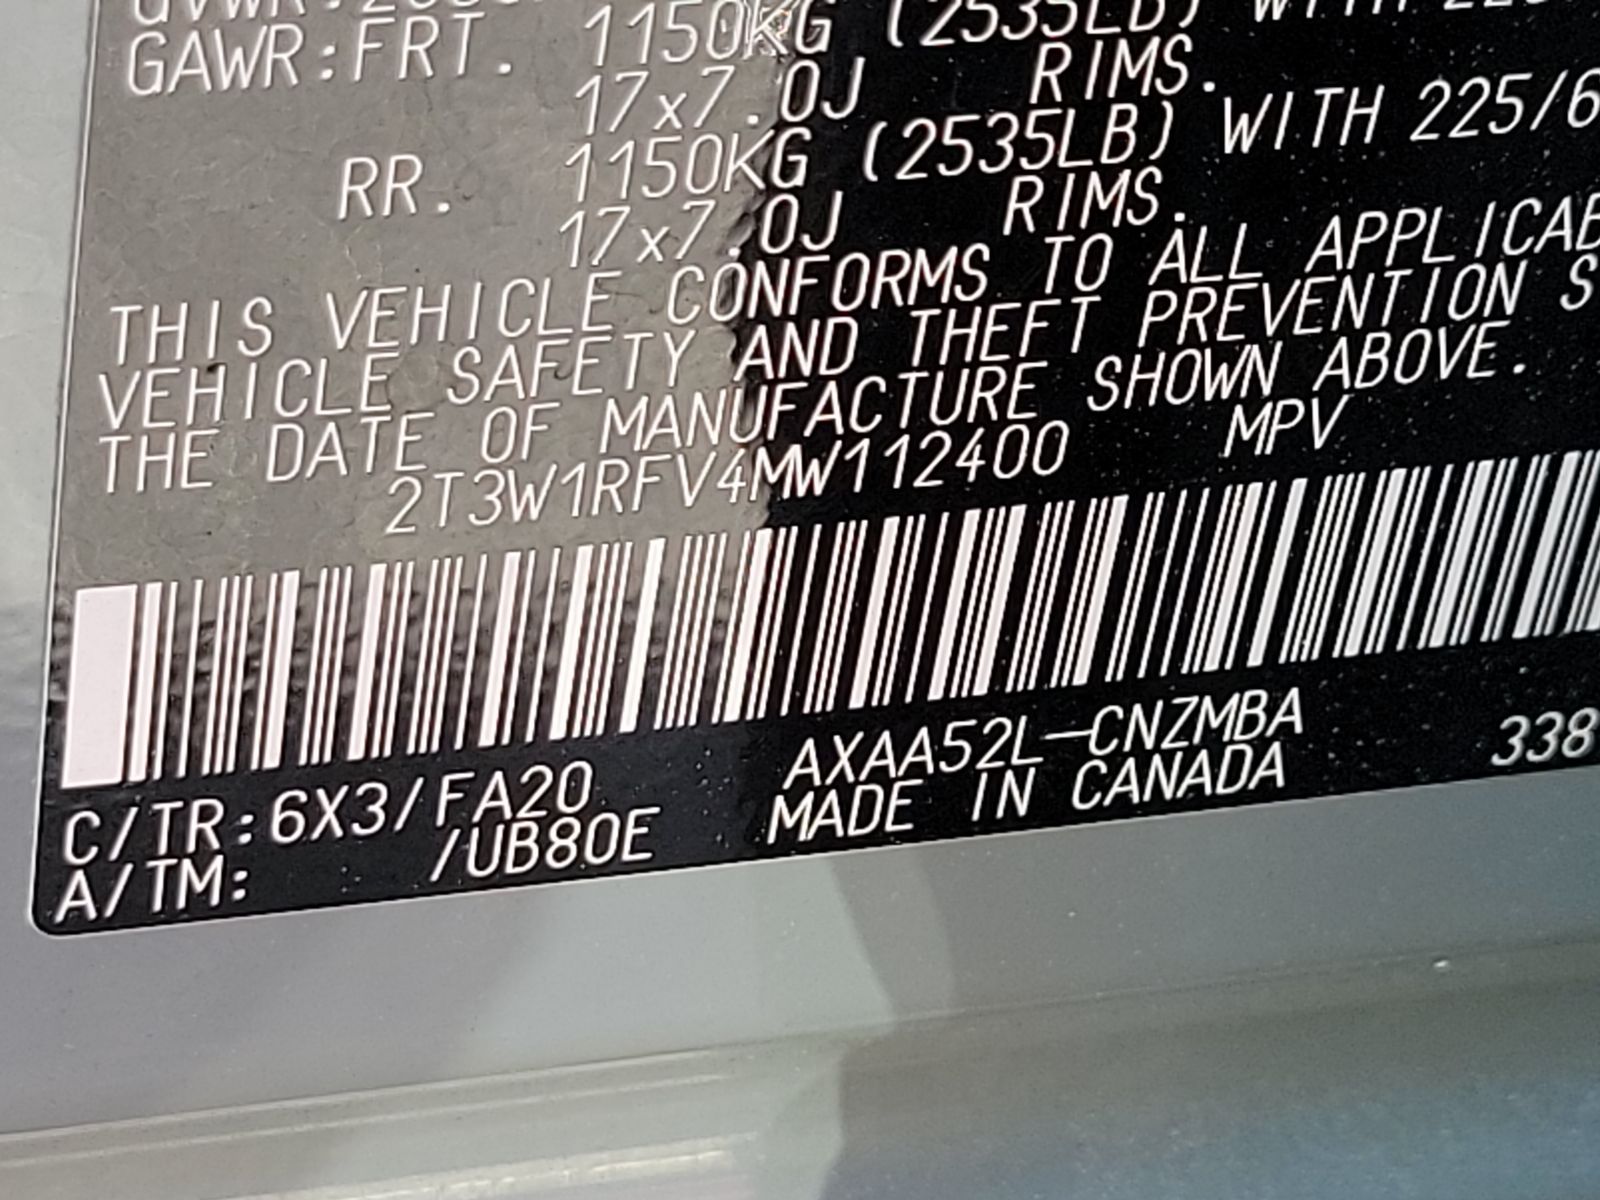 GVWR:
GAWR:FRT. 1150KG (2535LB) WITH
17x7.0J RIMS.
RR. 1150KG (2535LB) WITH 225/6
17x7.0J RIMS.
THIS VEHICLE CONFORMS TO ALL APPLICAB
VEHICLE SAFETY AND THEFT PREVENTION S
THE DATE OF MANUFACTURE SHOWN ABOVE.
2T3W1RFV4MW112400 MPV
C/TR:6X3/FA20 AXAA52L-CNZMBA 338
A/TM: /UB80E MADE IN CANADA